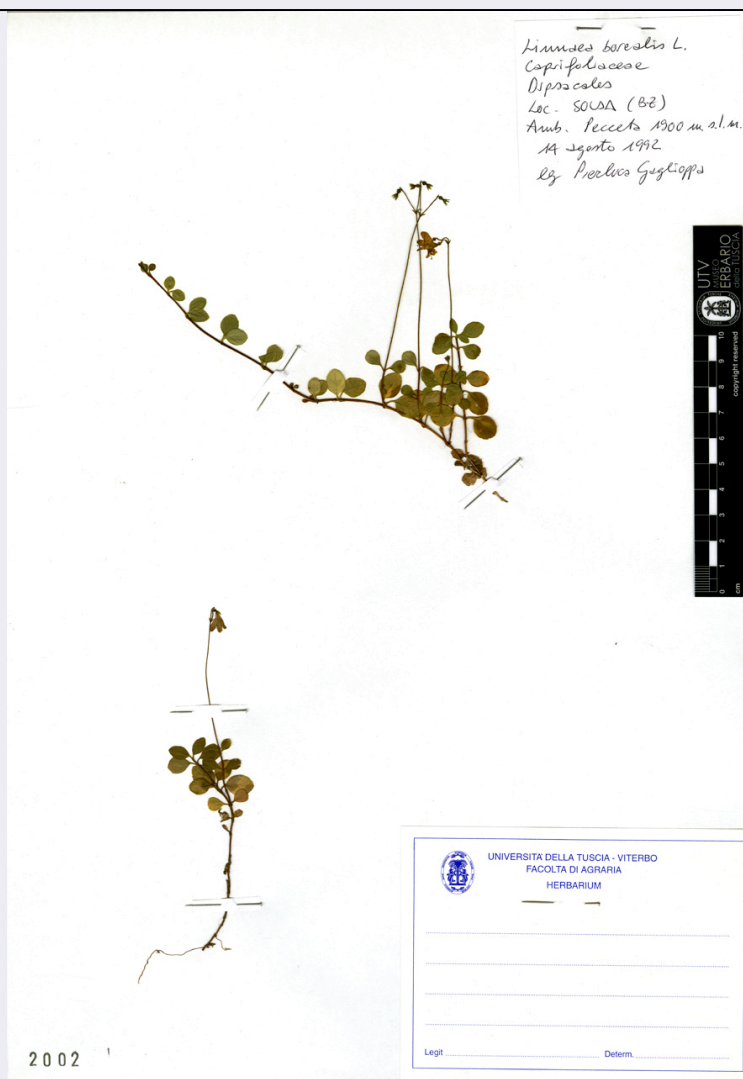 Linnaea borealis L.
Caprifoliaceae
Dipsacales
Loc. SOLDA (BZ)
Amb. Pecceta 1900 m s.l.m.
14 agosto 1992
leg Pierluca Gaglioppa
UTV
MUSEO
ERBARIO
della TUSCIA
copyright reserved
10
9
8
7
6
5
4
3
2
1
0
cm
UNIVERSITA' DELLA TUSCIA - VITERBO
FACOLTA DI AGRARIA
HERBARIUM
Legit Determ.
2002